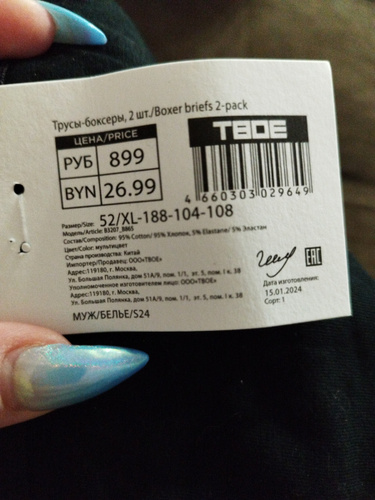 Трусы-боксеры, 2 шт./Boxer briefs 2-pack
ЦЕНА/PRICE
РУБ 899
BYN 26.99
ТВОЕ
4 660303 029649
Размер/Size: 52/XL-188-104-108
Модель/Article: B3207_BB65
Состав/Composition: 95% Cotton/ 95% Хлопок, 5% Elastane/ 5% Эластан
Цвет/Color: мультицвет
Страна производства: Китай
Импортер/Продавец: ООО«ТВОЕ»
Адрес:119180, г. Москва,
ул. Большая Полянка, дом 51А/9, пом. 1/1, эт. 5, пом. I к. 38
Уполномоченное изготовителем лицо: ООО«ТВОЕ»
Адрес:119180, г. Москва,
ул. Большая Полянка, дом 51А/9, пом. 1/1, эт. 5, пом. I к. 38
МУЖ/БЕЛЬЕ/S24
EAC
Дата изготовления:
15.01.2024
Сорт: 1